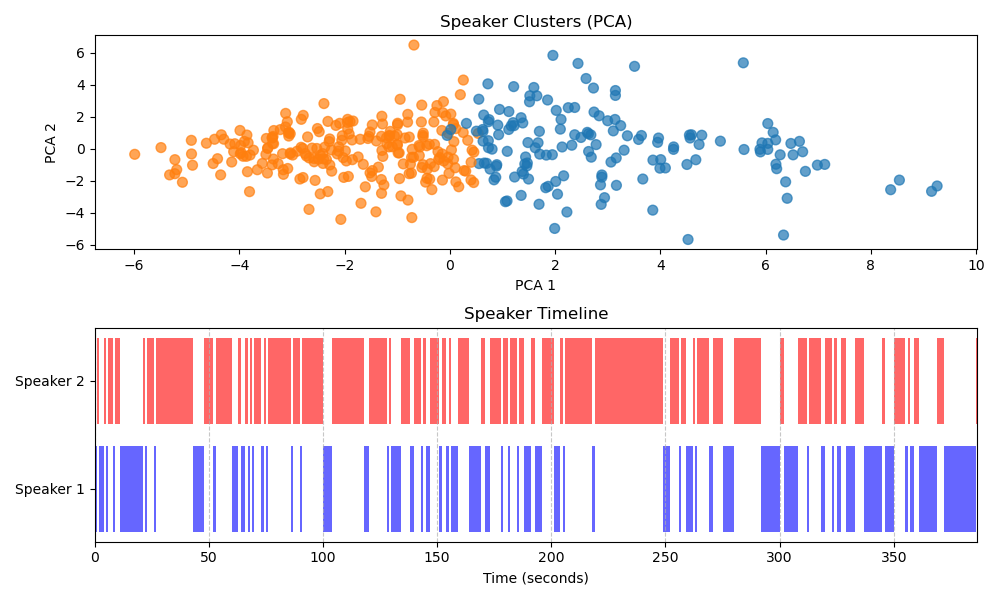 Speaker Clusters (PCA)
6
4
2
0
−2
−4
−6
PCA 2
−6 −4 −2 0 2 4 6 8 10
PCA 1
Speaker Timeline
Speaker 2
Speaker 1
0 50 100 150 200 250 300 350
Time (seconds)